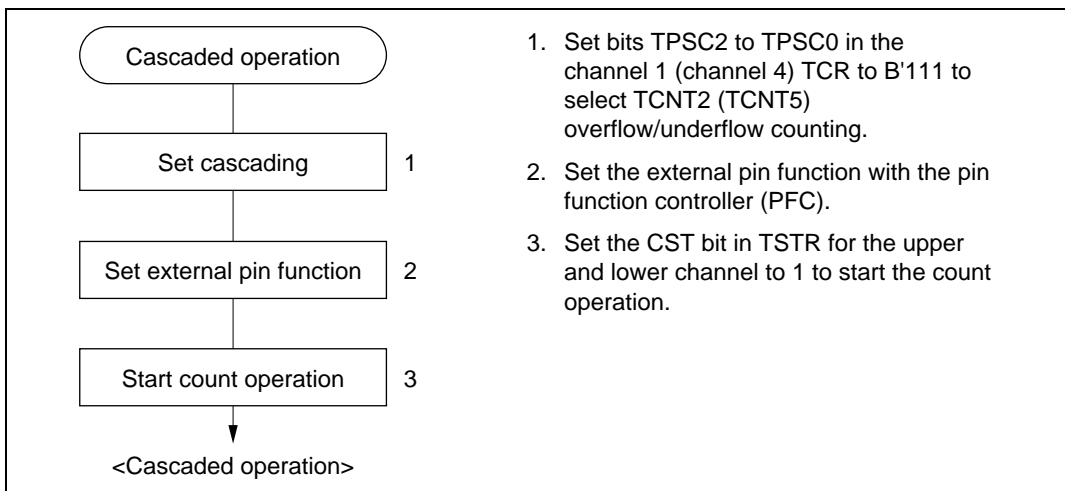 Cascaded operation
Set cascading 1
Set external pin function 2
Start count operation 3
<Cascaded operation>
1. Set bits TPSC2 to TPSC0 in the
channel 1 (channel 4) TCR to B'111 to
select TCNT2 (TCNT5)
overflow/underflow counting.
2. Set the external pin function with the pin
function controller (PFC).
3. Set the CST bit in TSTR for the upper
and lower channel to 1 to start the count
operation.